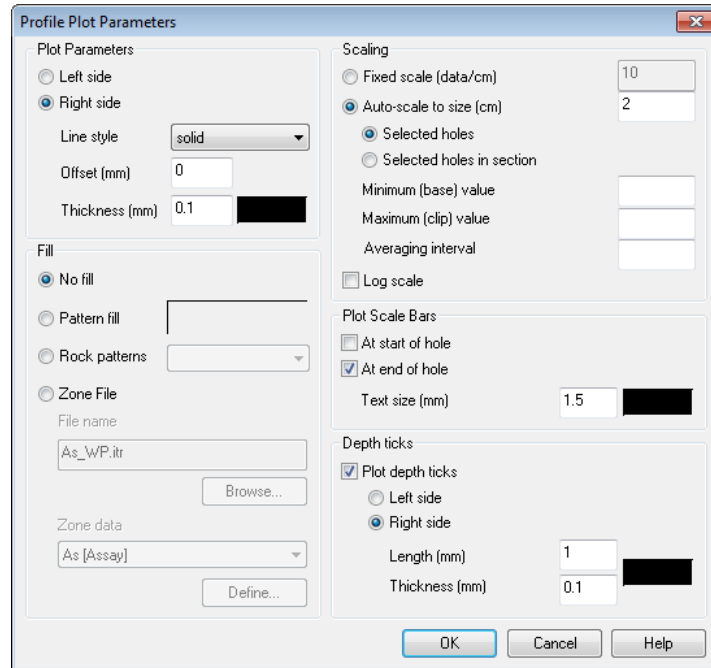 Profile Plot Parameters
Plot Parameters
Left side
Right side
Line style solid
Offset (mm) 0
Thickness (mm) 0.1
Fill
No fill
Pattern fill
Rock patterns
Zone File
File name
As_WP.itr
Browse...
Zone data
As [Assay]
Define...
Scaling
Fixed scale (data/cm) 10
Auto-scale to size (cm) 2
Selected holes
Selected holes in section
Minimum (base) value
Maximum (clip) value
Averaging interval
Log scale
Plot Scale Bars
At start of hole
At end of hole
Text size (mm) 1.5
Depth ticks
Plot depth ticks
Left side
Right side
Length (mm) 1
Thickness (mm) 0.1
OK Cancel Help